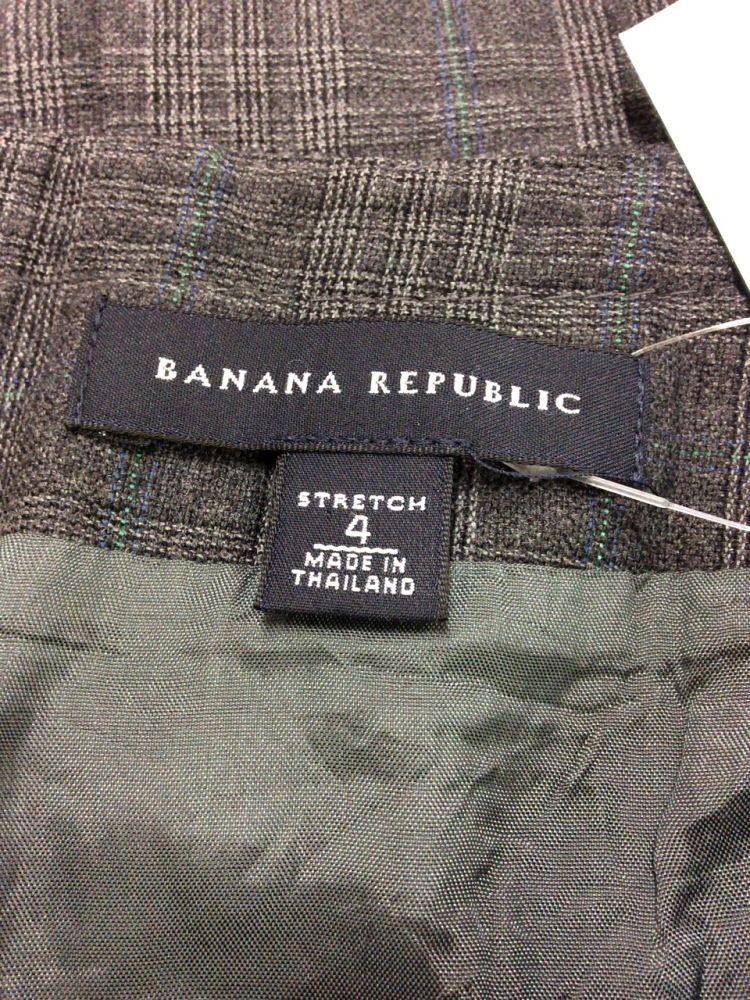 BANANA REPUBLIC
STRETCH
4
MADE IN
THAILAND